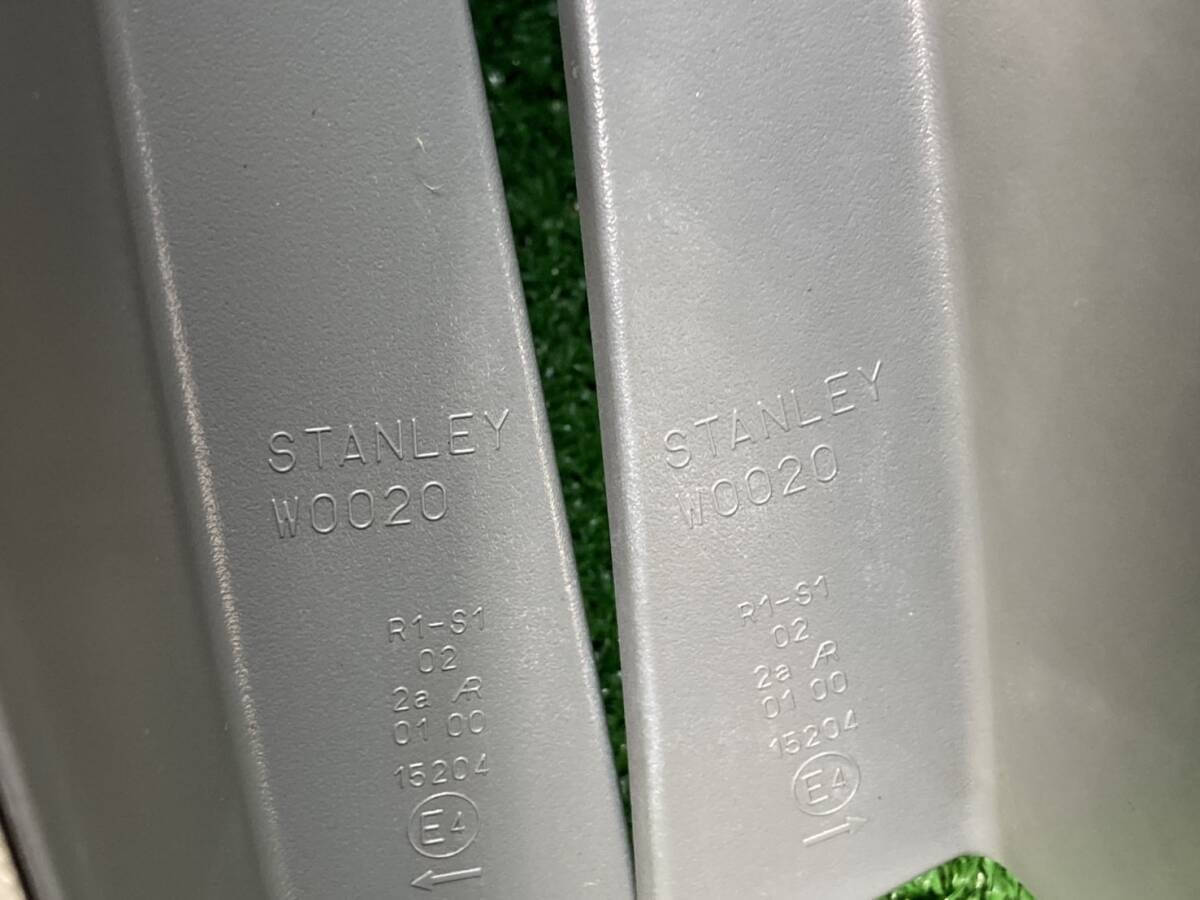 STANLEY
W0020
R1-S1
02
2a AR
01 00
15204
E4
←
STANLEY
W0020
R1-S1
02
2a AR
01 00
15204
E4
→